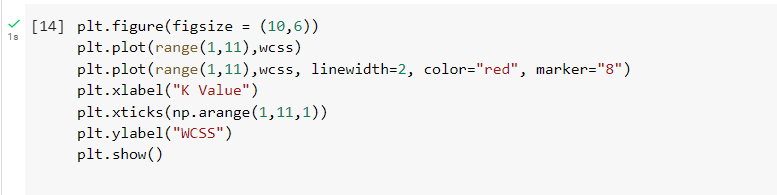 [14] plt.figure(figsize = (10,6))
plt.plot(range(1,11),wcss)
plt.plot(range(1,11),wcss, linewidth=2, color="red", marker="8")
plt.xlabel("K Value")
plt.xticks(np.arange(1,11,1))
plt.ylabel("WCSS")
plt.show()
1s